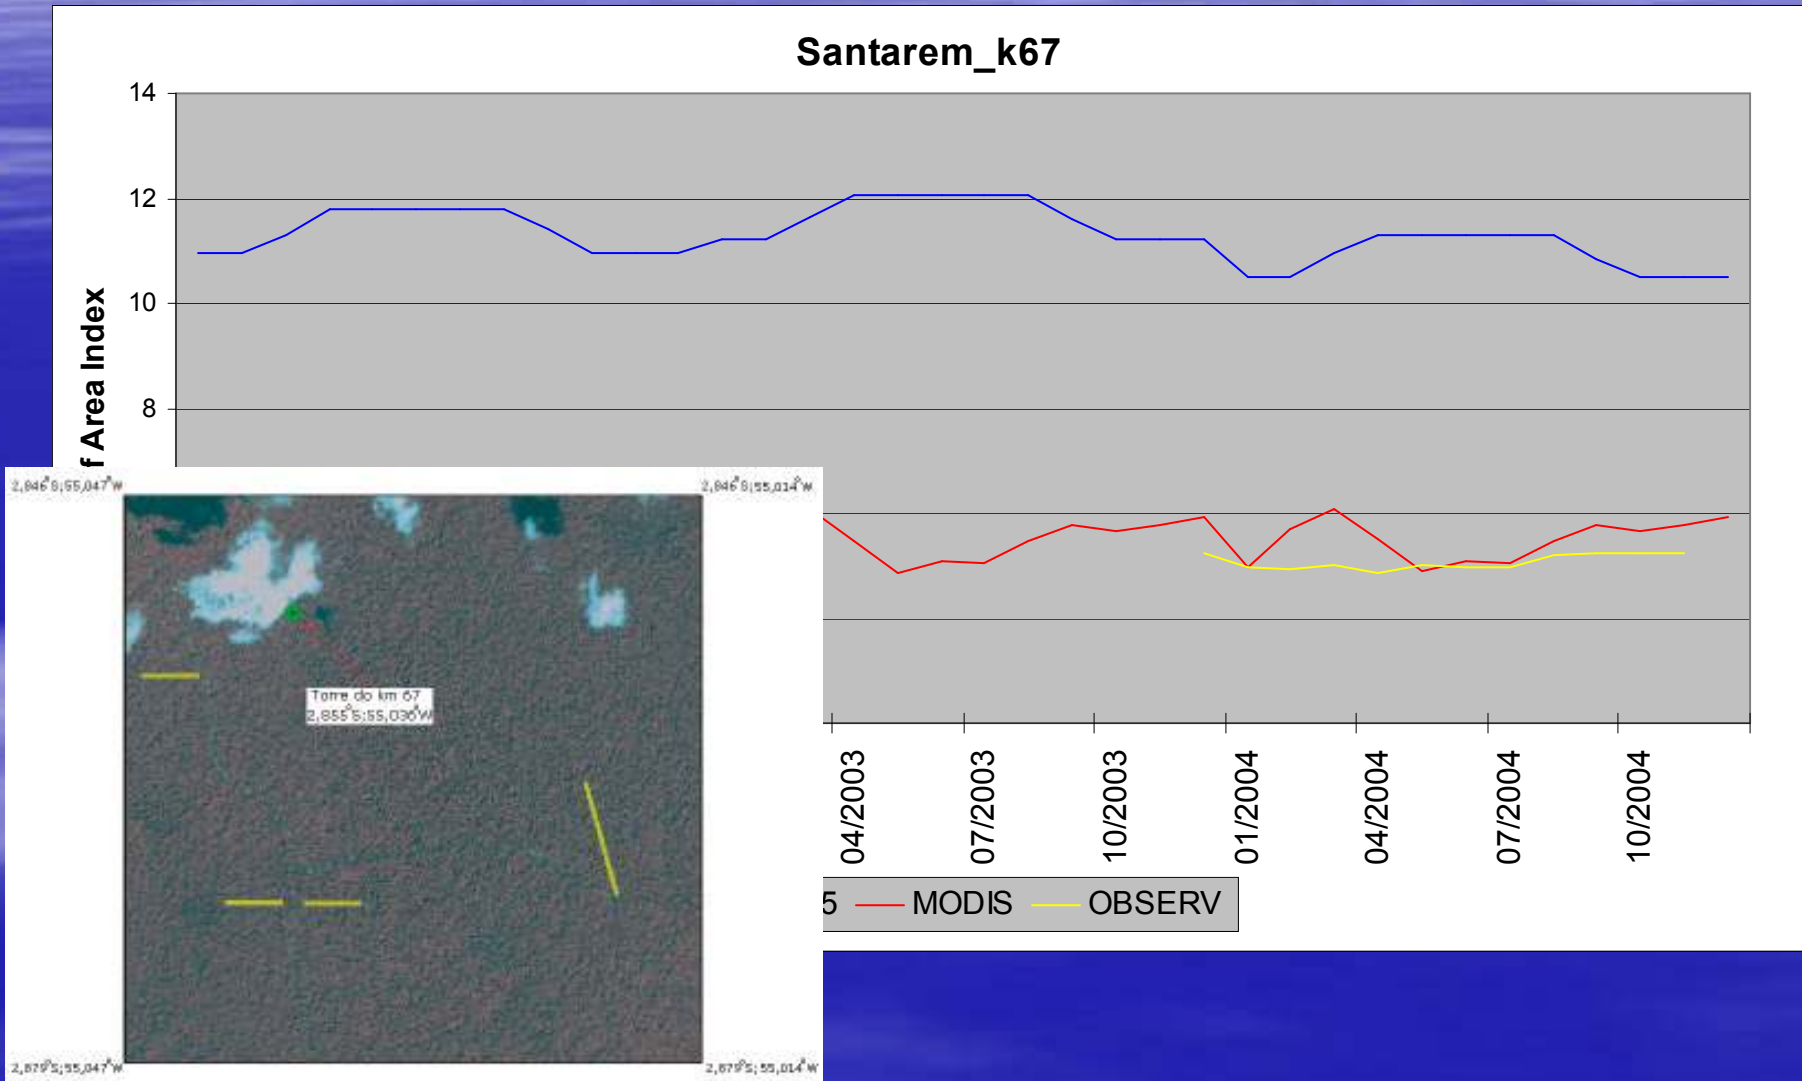 Santarem_k67
14
12
10
8
f Area Index
04/2003
07/2003
10/2003
01/2004
04/2004
07/2004
10/2004
5 MODIS OBSERV
2,846°S;55,047°W
2,846°S;55,014°W
Torre do km 67
2,855°S;55,036°W
2,879°S;55,047°W
2,879°S;55,014°W